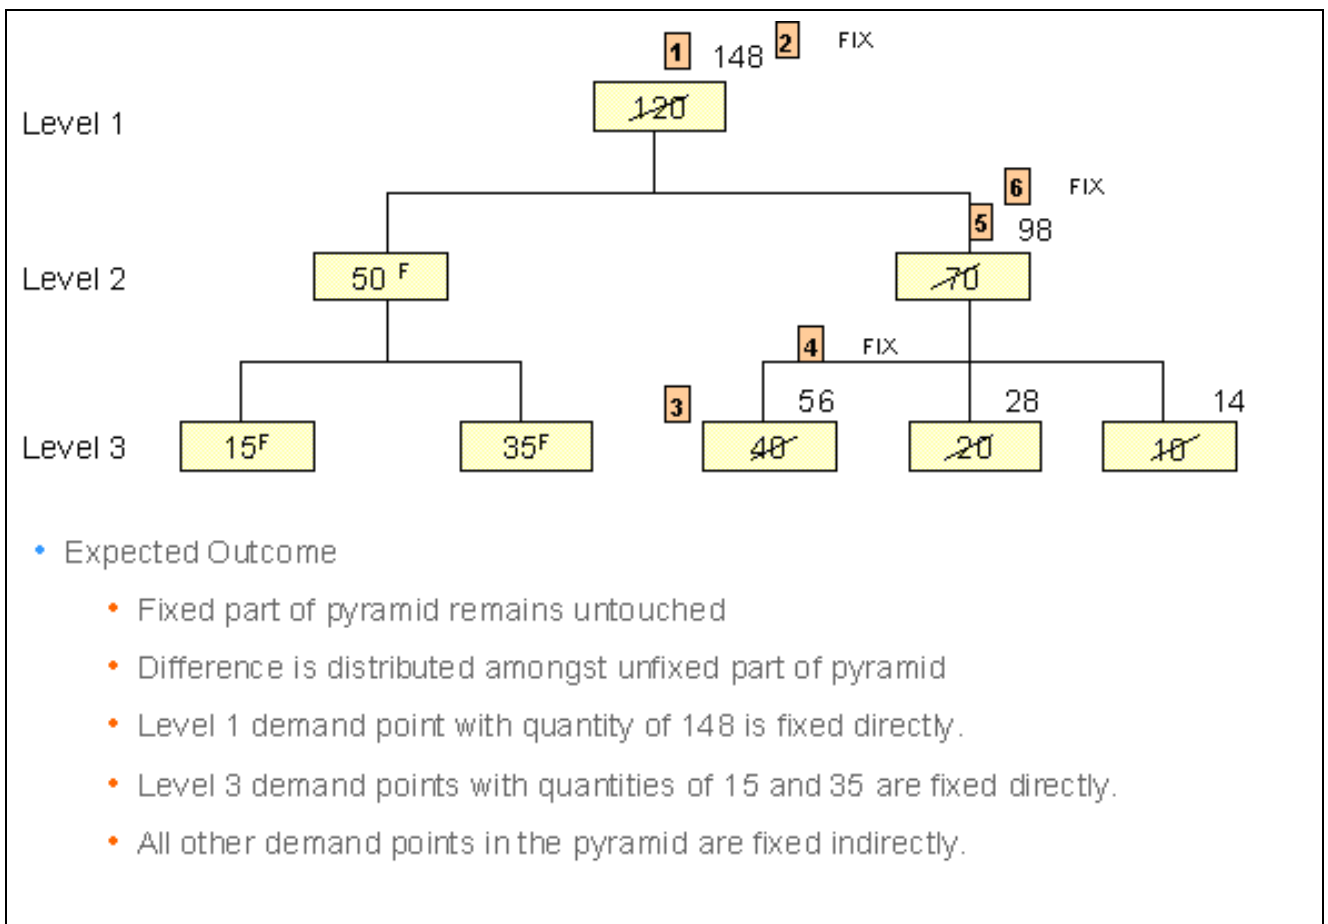 1 148 2 FIX
120
Level 1
6 FIX
5 98
Level 2 50 F 70
4 FIX
3 56 28 14
Level 3 15F 35F 40 20 10
• Expected Outcome
• Fixed part of pyramid remains untouched
• Difference is distributed amongst unfixed part of pyramid
• Level 1 demand point with quantity of 148 is fixed directly.
• Level 3 demand points with quantities of 15 and 35 are fixed directly.
• All other demand points in the pyramid are fixed indirectly.